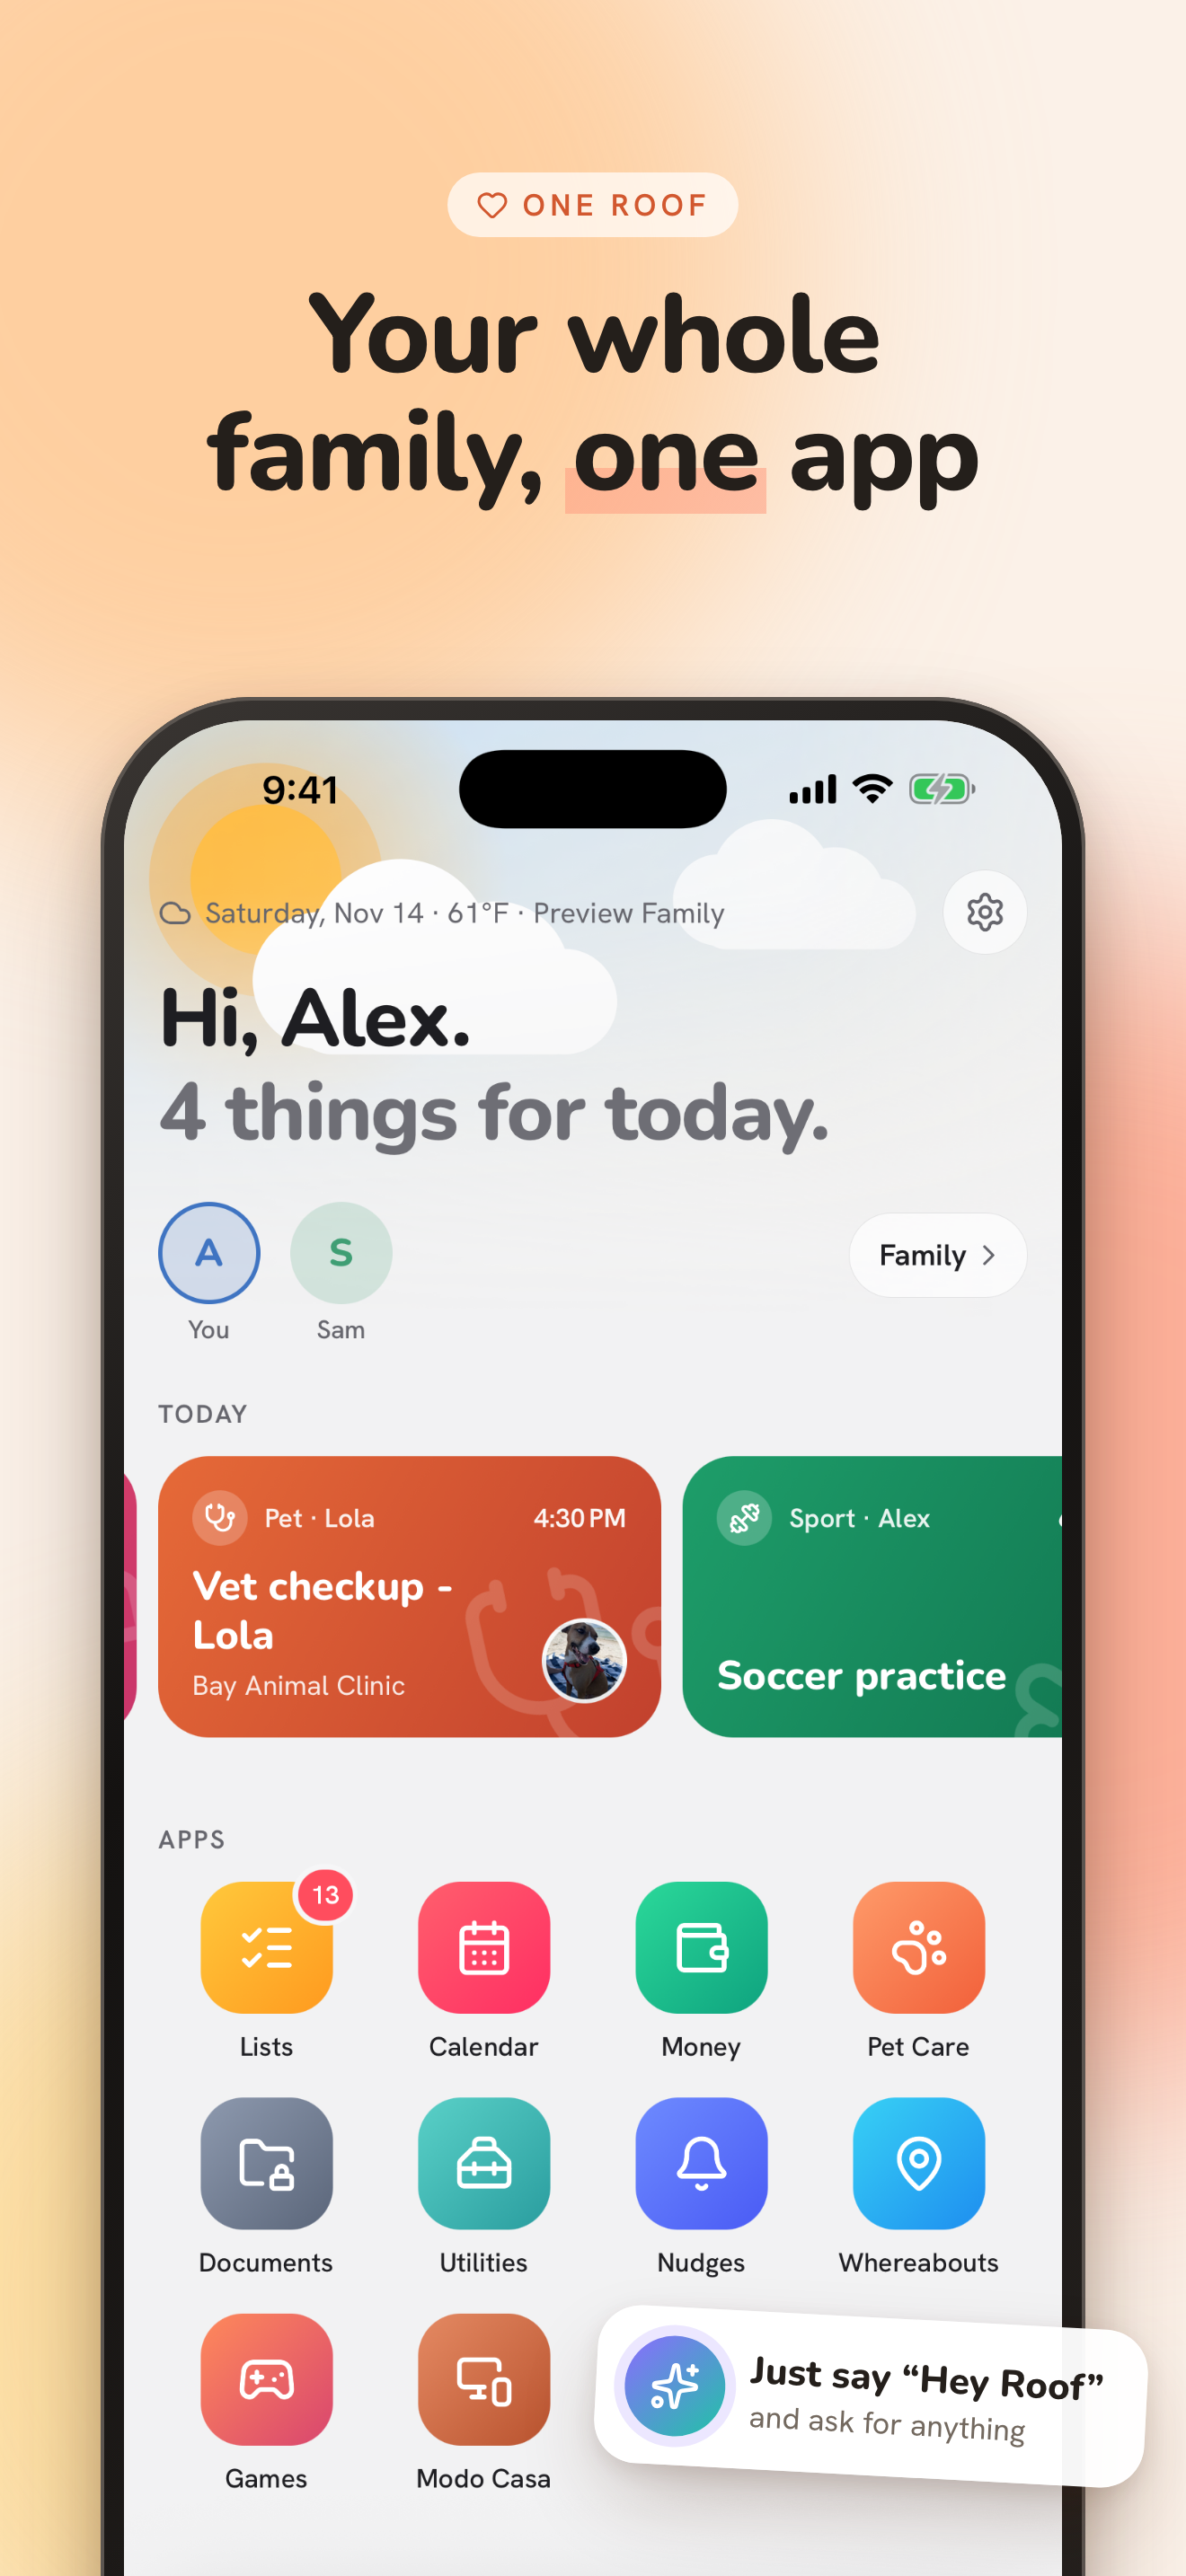 ONE ROOF
Your whole
family, one app
9:41
Saturday, Nov 14 · 61°F · Preview Family
Hi, Alex.
4 things for today.
A
S
Family
You
Sam
TODAY
Pet · Lola
4:30 PM
Sport · Alex
Vet checkup -
Lola
Bay Animal Clinic
Soccer practice
APPS
13
Lists
Calendar
Money
Pet Care
Documents
Utilities
Nudges
Whereabouts
Just say “Hey Roof”
and ask for anything
Games
Modo Casa